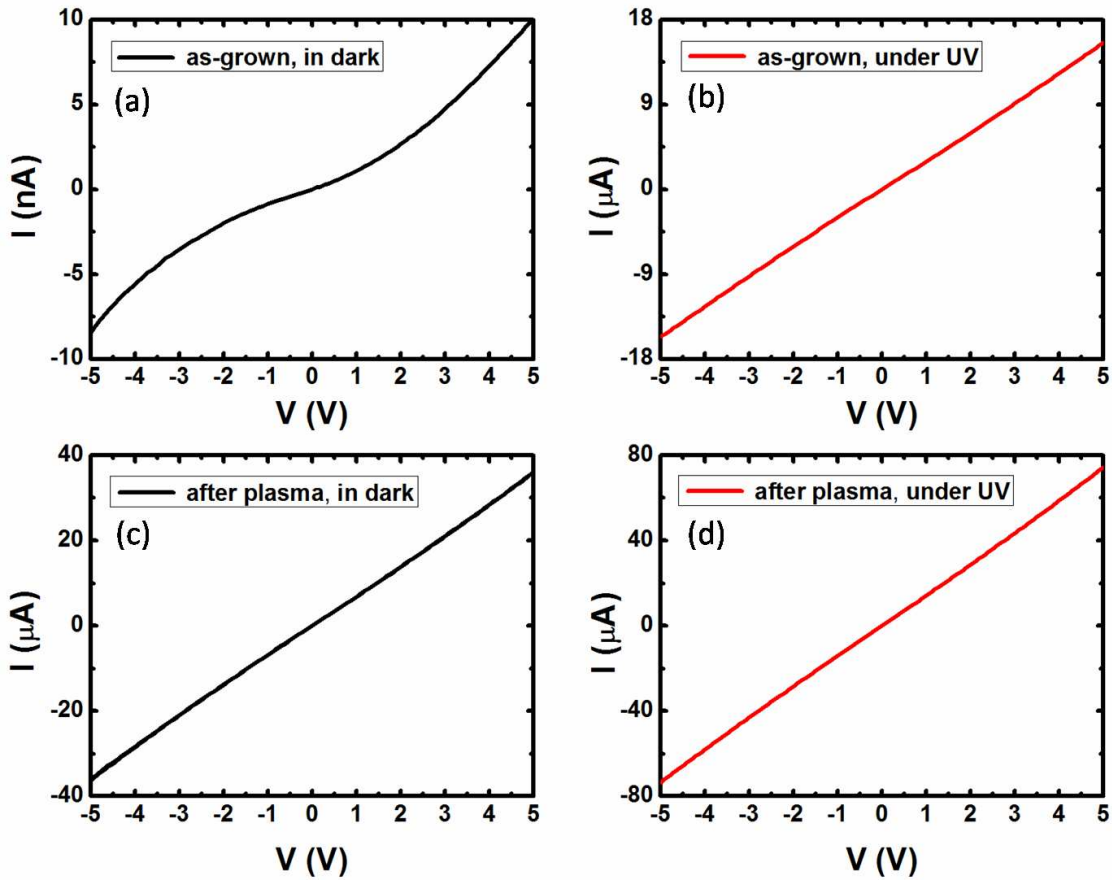 10
5
0
-5
-10
I (nA)
as-grown, in dark
(a)
-5 -4 -3 -2 -1 0 1 2 3 4 5
V (V)
18
9
0
-9
-18
I (μA)
as-grown, under UV
(b)
-5 -4 -3 -2 -1 0 1 2 3 4 5
V (V)
40
20
0
-20
-40
I (μA)
after plasma, in dark
(c)
-5 -4 -3 -2 -1 0 1 2 3 4 5
V (V)
80
40
0
-40
-80
I (μA)
after plasma, under UV
(d)
-5 -4 -3 -2 -1 0 1 2 3 4 5
V (V)